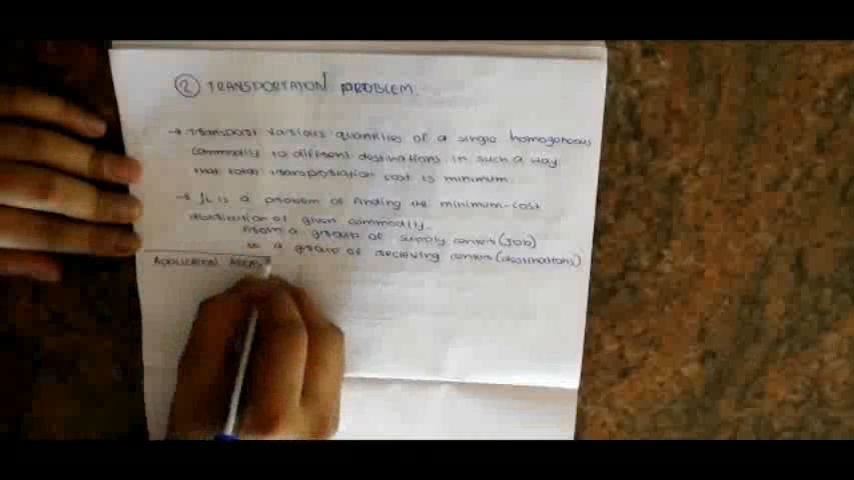 ② TRANSPORTATION PROBLEM.
→ Transport various quantities of a single homogoneous
commodity to different destinations in such a way
that total transportation cost is minimum.
→ It is a problem of finding the minimum-cost
distribution of given commodity.
from a group of supply centers (Job)
to a group of receiving centers (destinations)
APPLICATION AREAS